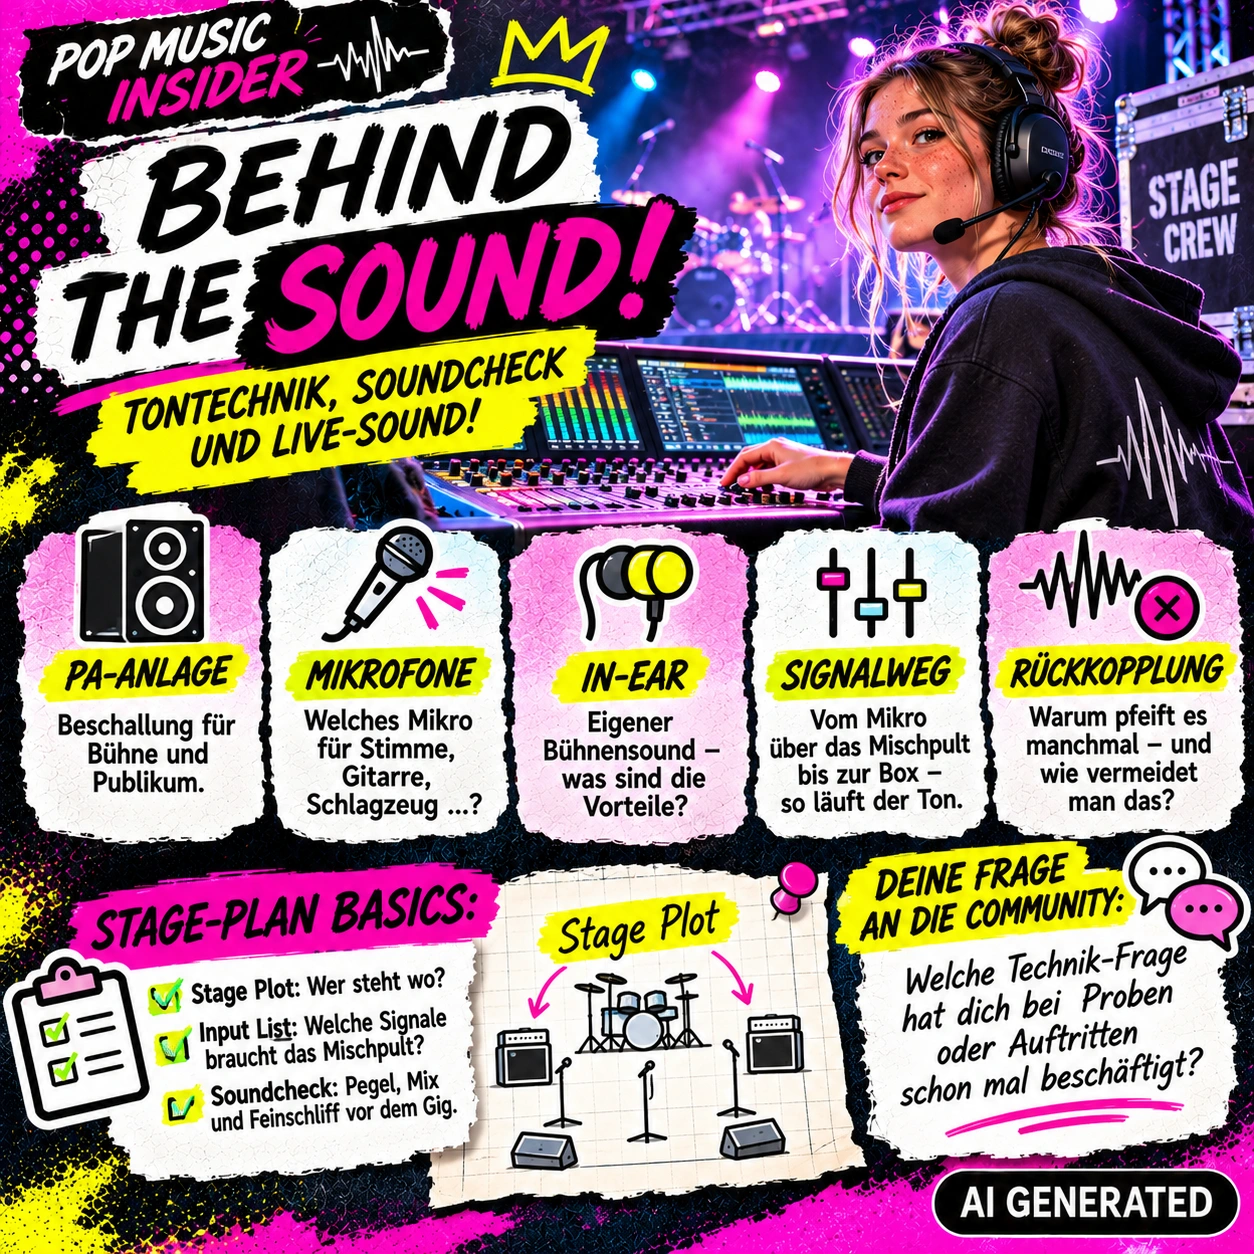 POP MUSIC
INSIDER
BEHIND
THE SOUND!
TONTECHNIK, SOUNDCHECK
UND LIVE-SOUND!
STAGE
CREW
PA-ANLAGE
Beschallung für
Bühne und
Publikum.
MIKROFONE
Welches Mikro
für Stimme,
Gitarre,
Schlagzeug ...?
IN-EAR
Eigener
Bühnensound –
was sind die
Vorteile?
SIGNALWEG
Vom Mikro
über das Mischpult
bis zur Box –
so läuft der Ton.
RÜCKKOPPLUNG
Warum pfeift es
manchmal – und
wie vermeidet
man das?
STAGE-PLAN BASICS:
Stage Plot: Wer steht wo?
Input List: Welche Signale
braucht das Mischpult?
Soundcheck: Pegel, Mix
und Feinschliff vor dem Gig.
Stage Plot
DEINE FRAGE
AN DIE COMMUNITY:
Welche Technik-Frage
hat dich bei Proben
oder Auftritten
schon mal beschäftigt?
AI GENERATED